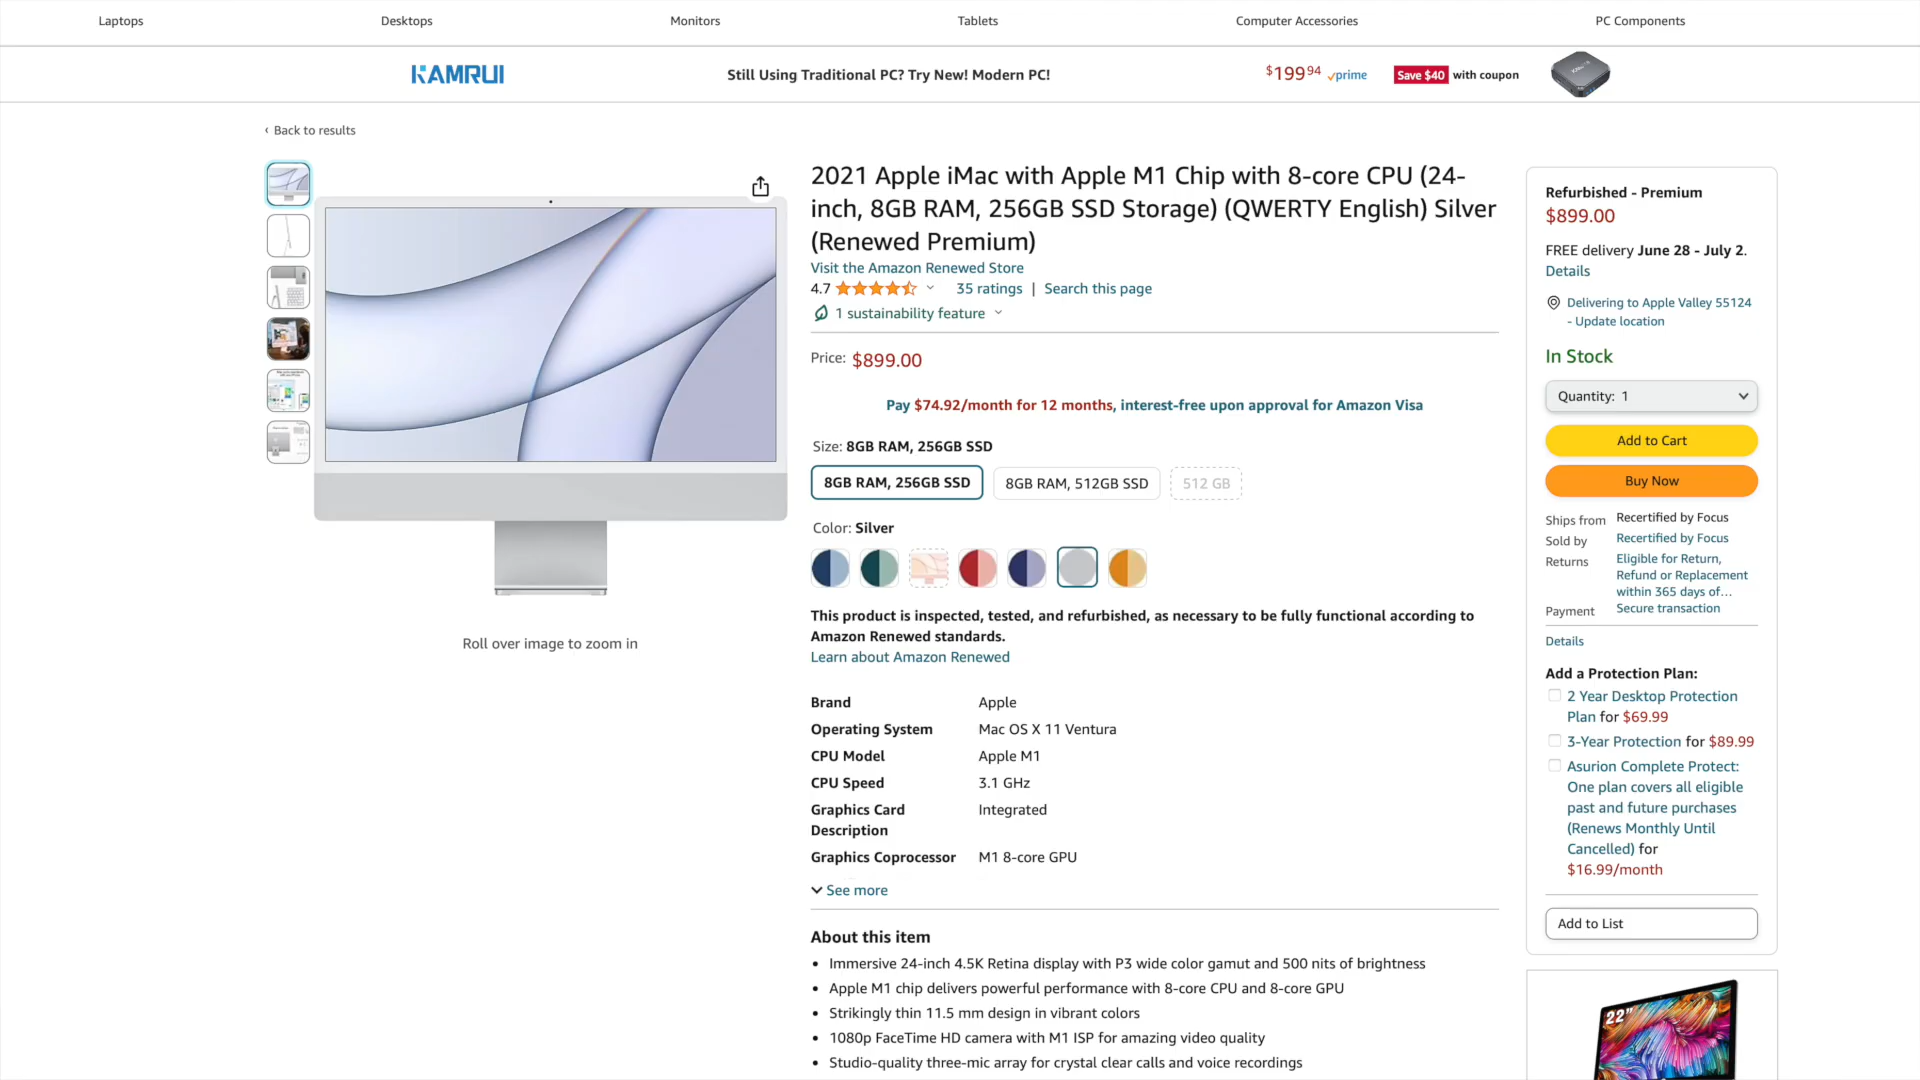 Laptops
Desktops
Monitors
Tablets
Computer Accessories
PC Components
KAMRUI
Still Using Traditional PC? Try New! Modern PC!
$199.94 prime
Save $40 with coupon
‹ Back to results
2021 Apple iMac with Apple M1 Chip with 8-core CPU (24-
inch, 8GB RAM, 256GB SSD Storage) (QWERTY English) Silver
(Renewed Premium)
Visit the Amazon Renewed Store
4.7 35 ratings | Search this page
1 sustainability feature
Price: $899.00
Pay $74.92/month for 12 months, interest-free upon approval for Amazon Visa
Size: 8GB RAM, 256GB SSD
8GB RAM, 256GB SSD
8GB RAM, 512GB SSD
512 GB
Color: Silver
This product is inspected, tested, and refurbished, as necessary to be fully functional according to
Amazon Renewed standards.
Learn about Amazon Renewed
Roll over image to zoom in
Brand Apple
Operating System Mac OS X 11 Ventura
CPU Model Apple M1
CPU Speed 3.1 GHz
Graphics Card Integrated
Description
Graphics Coprocessor M1 8-core GPU
See more
About this item
• Immersive 24-inch 4.5K Retina display with P3 wide color gamut and 500 nits of brightness
• Apple M1 chip delivers powerful performance with 8-core CPU and 8-core GPU
• Strikingly thin 11.5 mm design in vibrant colors
• 1080p FaceTime HD camera with M1 ISP for amazing video quality
• Studio-quality three-mic array for crystal clear calls and voice recordings
Refurbished - Premium
$899.00
FREE delivery June 28 - July 2.
Details
Delivering to Apple Valley 55124
- Update location
In Stock
Quantity: 1
Add to Cart
Buy Now
Ships from Recertified by Focus
Sold by Recertified by Focus
Returns Eligible for Return,
Refund or Replacement
within 365 days of...
Payment Secure transaction
Details
Add a Protection Plan:
2 Year Desktop Protection
Plan for $69.99
3-Year Protection for $89.99
Asurion Complete Protect:
One plan covers all eligible
past and future purchases
(Renews Monthly Until
Cancelled) for
$16.99/month
Add to List
22"